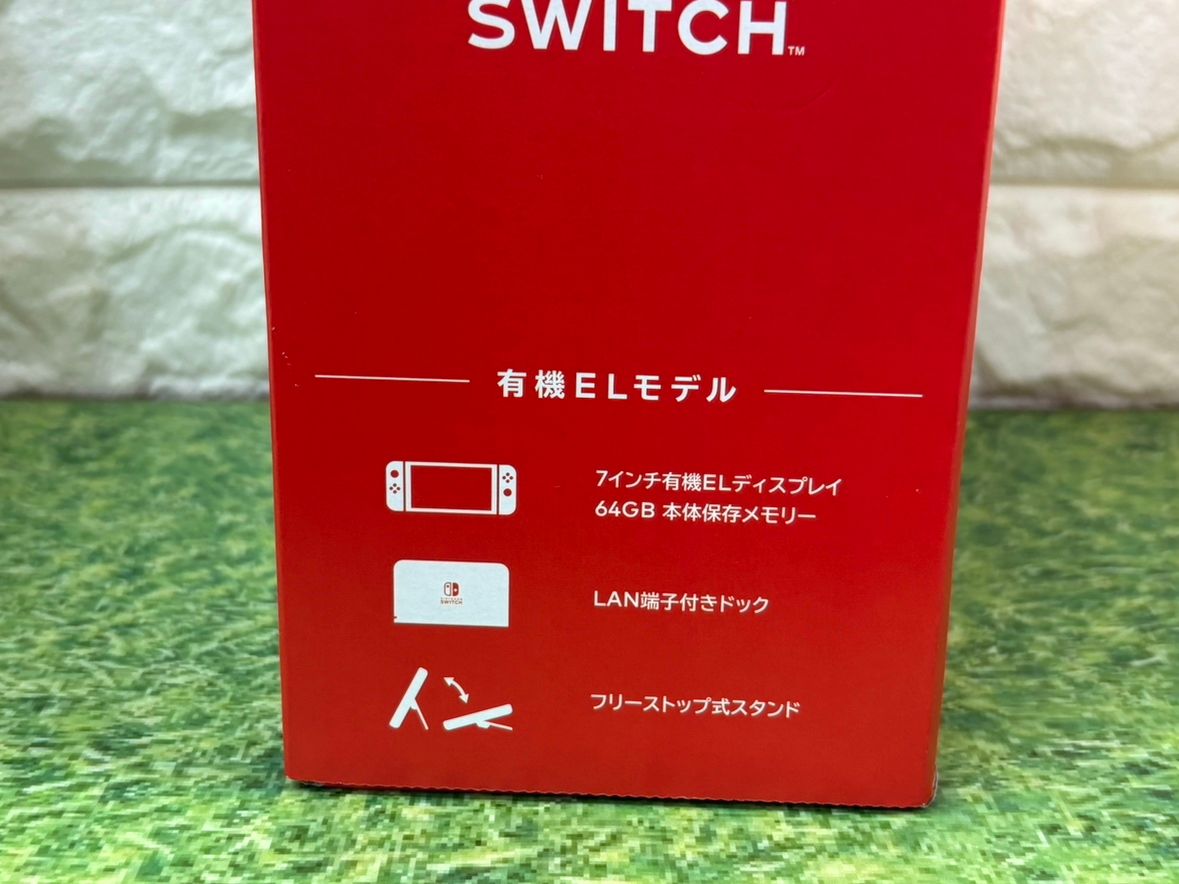 SWITCH™
有機ELモデル
7インチ有機ELディスプレイ
64GB 本体保存メモリー
SWITCH
LAN端子付きドック
フリーストップ式スタンド